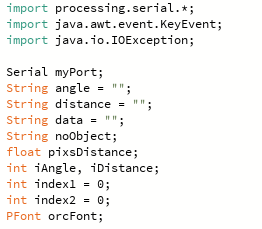 import processing.serial.*;
import java.awt.event.KeyEvent;
import java.io.IOException;
Serial myPort;
String angle = "";
String distance = "";
String data = "";
String noObject;
float pixsDistance;
int iAngle, iDistance;
int index1 = 0;
int index2 = 0;
PFont orcFont;